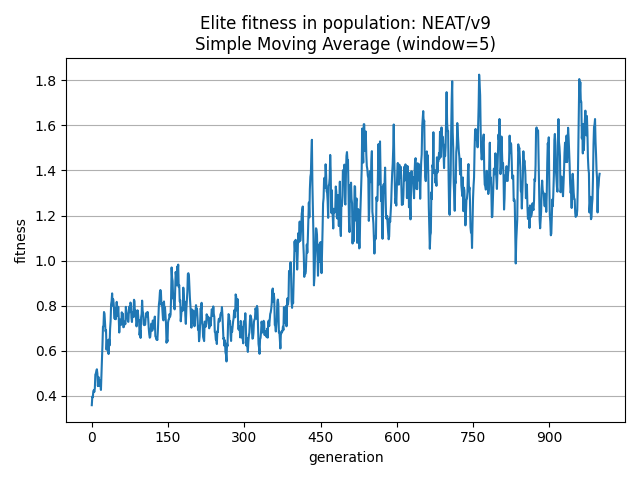 Elite fitness in population: NEAT/v9
Simple Moving Average (window=5)
1.8
1.6
1.4
1.2
1.0
0.8
0.6
0.4
fitness
0 150 300 450 600 750 900
generation